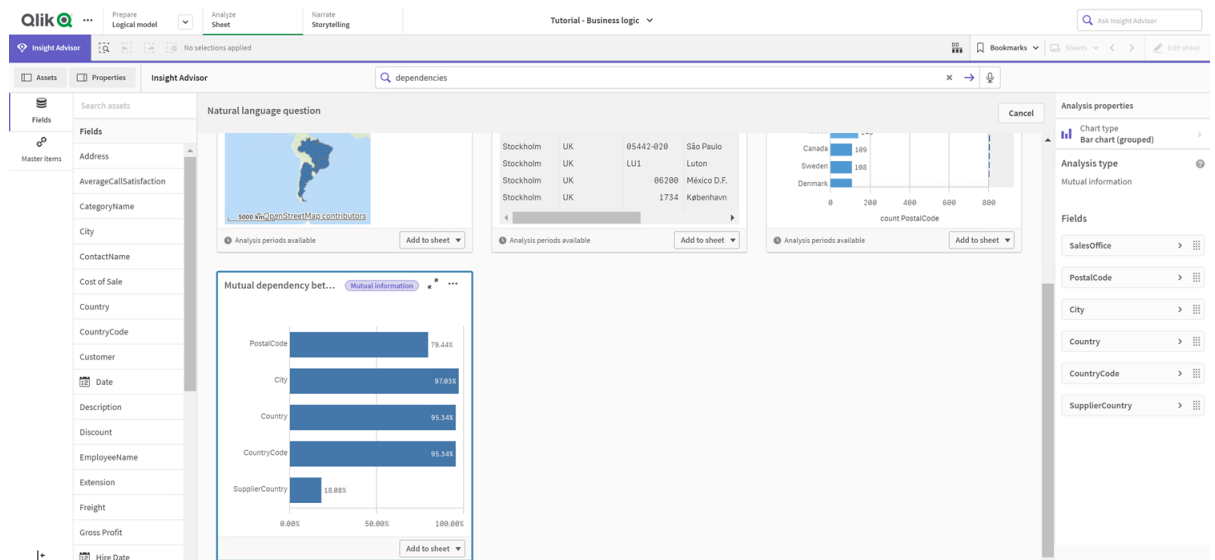 Qlik
Prepare
Logical model
Analyze
Sheet
Narrate
Storytelling
Tutorial - Business logic
Ask Insight Advisor
Insight Advisor
No selections applied
Bookmarks
Sheets
Edit sheet
Assets
Properties
Insight Advisor
dependencies
Fields
Master items
Search assets
Fields
Address
AverageCallSatisfaction
CategoryName
City
ContactName
Cost of Sale
Country
CountryCode
Customer
Date
Description
Discount
EmployeeName
Extension
Freight
Gross Profit
Hire Date
Natural language question
Cancel
5000 km
OpenStreetMap contributors
Analysis periods available
Add to sheet
Stockholm UK 05442-020 São Paulo
Stockholm UK LU1 Luton
Stockholm UK 06200 México D.F.
Stockholm UK 1734 København
Analysis periods available
Add to sheet
Canada 109
Sweden 108
Denmark
0 200 400 600 800
count PostalCode
Analysis periods available
Add to sheet
Mutual dependency bet...
Mutual information
PostalCode 79.44%
City 97.03%
Country 95.34%
CountryCode 95.34%
SupplierCountry 18.08%
0.00% 50.00% 100.00%
Add to sheet
Analysis properties
Chart type
Bar chart (grouped)
Analysis type
Mutual information
Fields
SalesOffice
PostalCode
City
Country
CountryCode
SupplierCountry